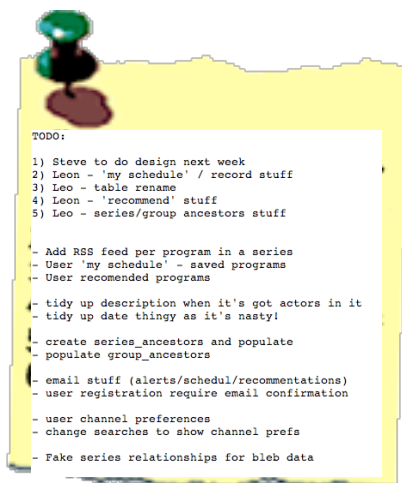 TODO:
1) Steve to do design next week
2) Leon - 'my schedule' / record stuff
3) Leo - table rename
4) Leon - 'recommend' stuff
5) Leo - series/group ancestors stuff
- Add RSS feed per program in a series
- User 'my schedule' - saved programs
- User recomended programs
- tidy up description when it's got actors in it
- tidy up date thingy as it's nasty!
- create series_ancestors and populate
- populate group_ancestors
- email stuff (alerts/schedul/recommentations)
- user registration require email confirmation
- user channel preferences
- change searches to show channel prefs
- Fake series relationships for bleb data